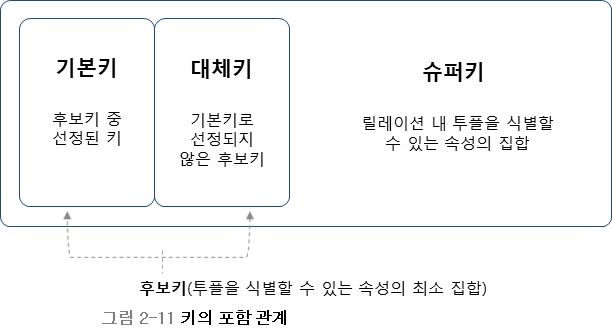 기본키
후보키 중
선정된 키
대체키
기본키로
선정되지
않은 후보키
슈퍼키
릴레이션 내 투플을 식별할
수 있는 속성의 집합
후보키(투플을 식별할 수 있는 속성의 최소 집합)
그림 2-11 키의 포함 관계